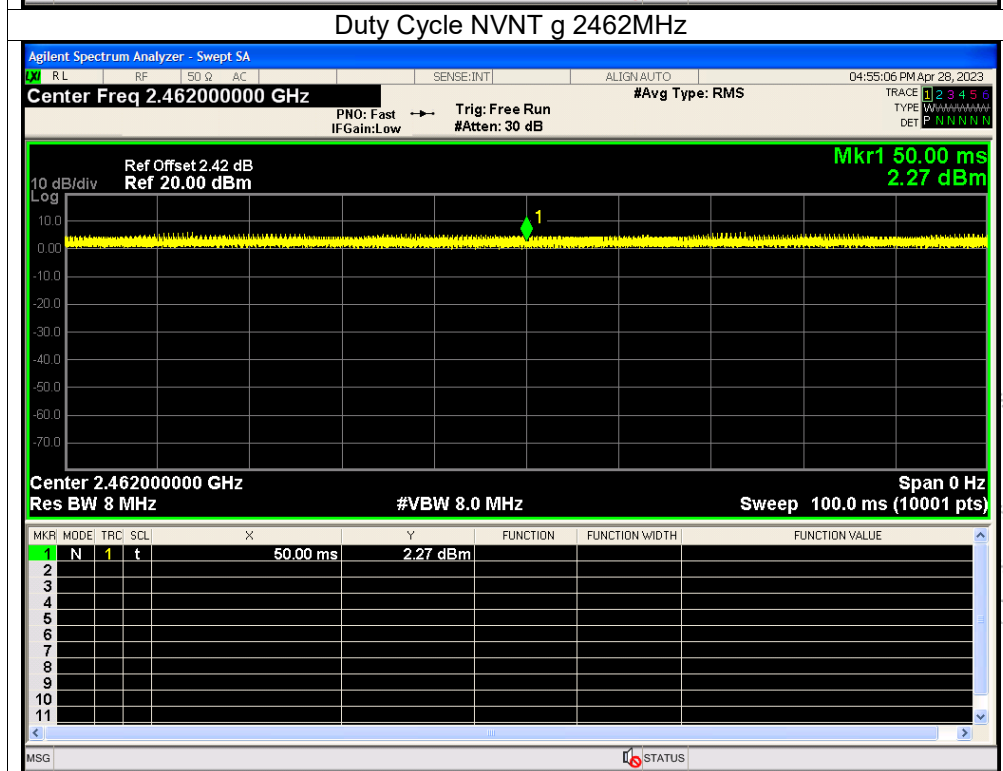 Duty Cycle NVNT g 2462MHz
Agilent Spectrum Analyzer - Swept SA
LXI RL RF 50 Ω AC SENSE:INT ALIGN AUTO 04:55:06 PM Apr 28, 2023
Center Freq 2.462000000 GHz #Avg Type: RMS TRACE 1 2 3 4 5 6
PNO: Fast Trig: Free Run TYPE WWWWWW
IFGain:Low #Atten: 30 dB DET P N N N N N
Mkr1 50.00 ms
Ref Offset 2.42 dB
10 dB/div Ref 20.00 dBm 2.27 dBm
Log
10.0
1
0.00
-10.0
-20.0
-30.0
-40.0
-50.0
-60.0
-70.0
Center 2.462000000 GHz Span 0 Hz
Res BW 8 MHz #VBW 8.0 MHz Sweep 100.0 ms (10001 pts)
MKR MODE TRC SCL X Y FUNCTION FUNCTION WIDTH FUNCTION VALUE
1 N 1 t 50.00 ms 2.27 dBm
2
3
4
5
6
7
8
9
10
11
MSG STATUS